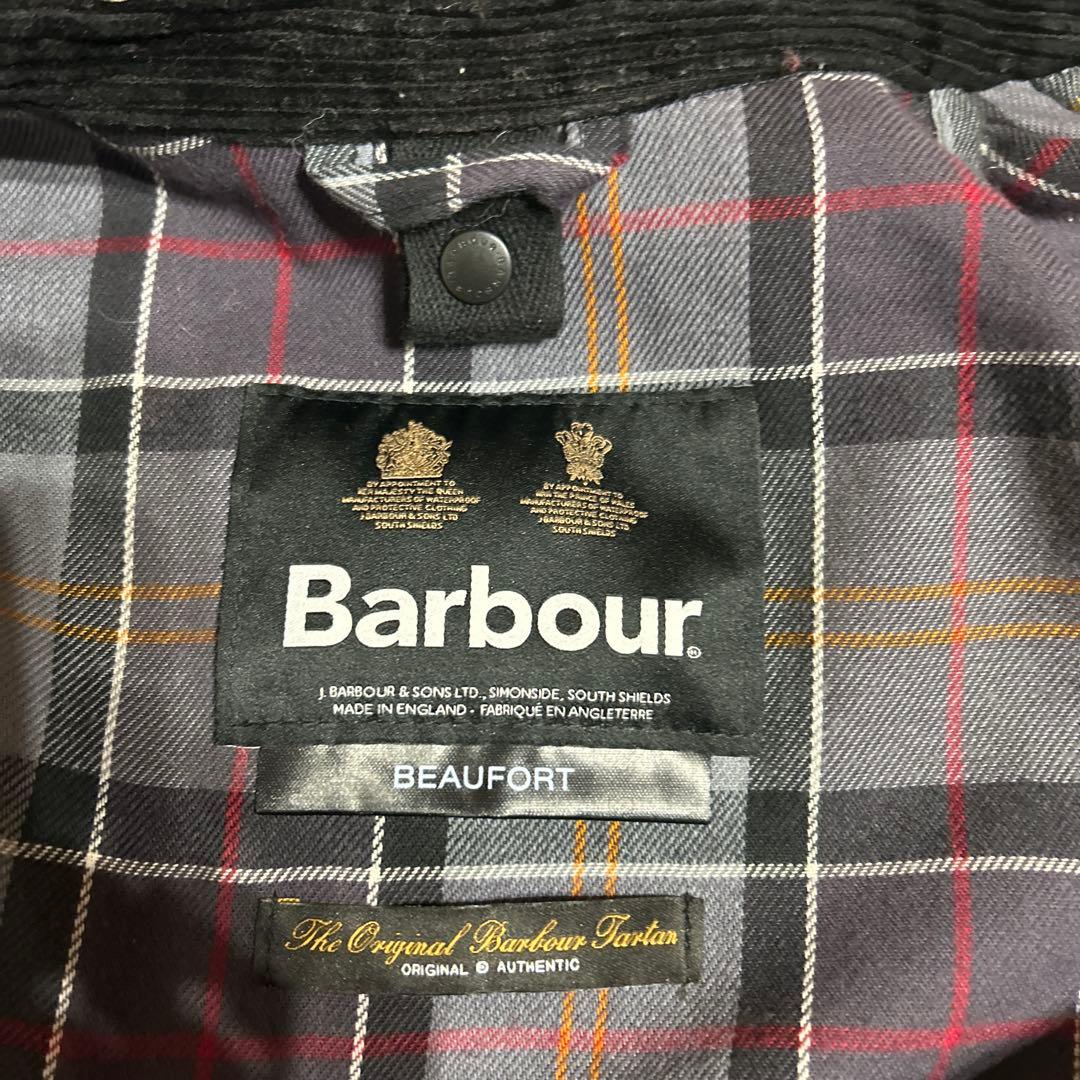 BY APPOINTMENT TO
HER MAJESTY THE QUEEN
MANUFACTURERS OF WATERPROOF
AND PROTECTIVE CLOTHING
J BARBOUR & SONS LTD
SOUTH SHIELDS
BY APPOINTMENT TO
HRH THE PRINCE OF WALES
MANUFACTURERS OF WATERPROOF
AND PROTECTIVE CLOTHING
J BARBOUR & SONS LTD
SOUTH SHIELDS
Barbour®
J. BARBOUR & SONS LTD., SIMONSIDE, SOUTH SHIELDS
MADE IN ENGLAND · FABRIQUÉ EN ANGLETERRE
BEAUFORT
The Original Barbour Tartan
ORIGINAL © AUTHENTIC